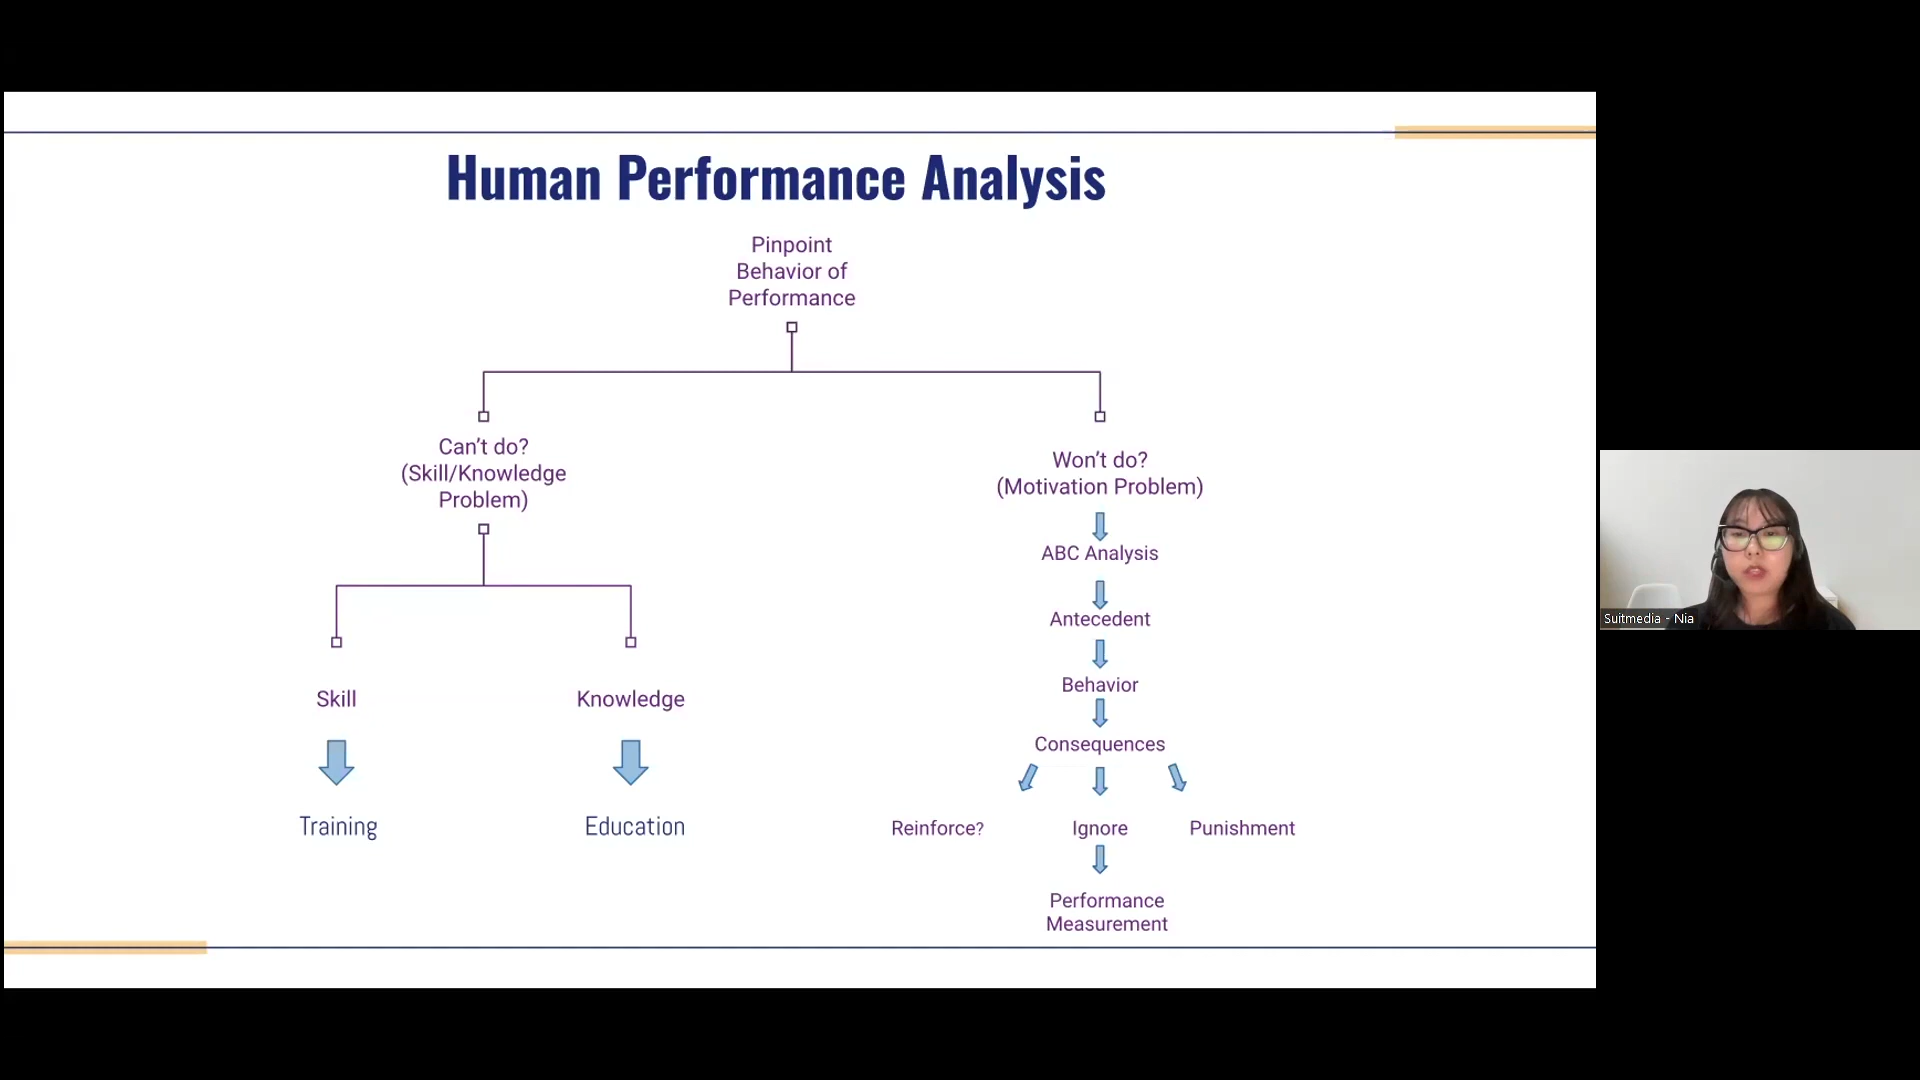 Human Performance Analysis
Pinpoint
Behavior of
Performance
Can't do?
(Skill/Knowledge
Problem)
Won't do?
(Motivation Problem)
ABC Analysis
Antecedent
Behavior
Consequences
Skill
Knowledge
Training
Education
Reinforce?
Ignore
Punishment
Performance
Measurement
Suitmedia - Nia